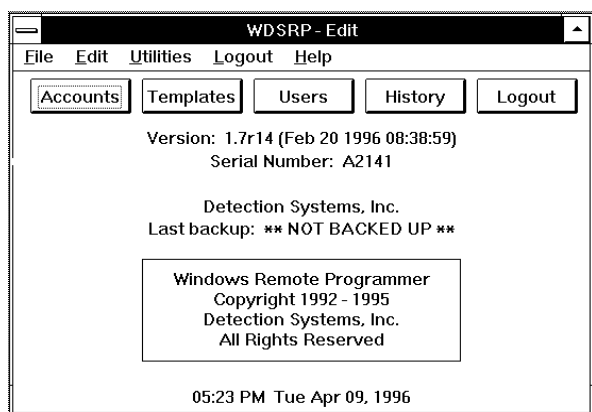 WDSRP - Edit
File Edit Utilities Logout Help
Accounts Templates Users History Logout
Version: 1.7r14 (Feb 20 1996 08:38:59)
Serial Number: A2141
Detection Systems, Inc.
Last backup: ** NOT BACKED UP **
Windows Remote Programmer
Copyright 1992 - 1995
Detection Systems, Inc.
All Rights Reserved
05:23 PM Tue Apr 09, 1996